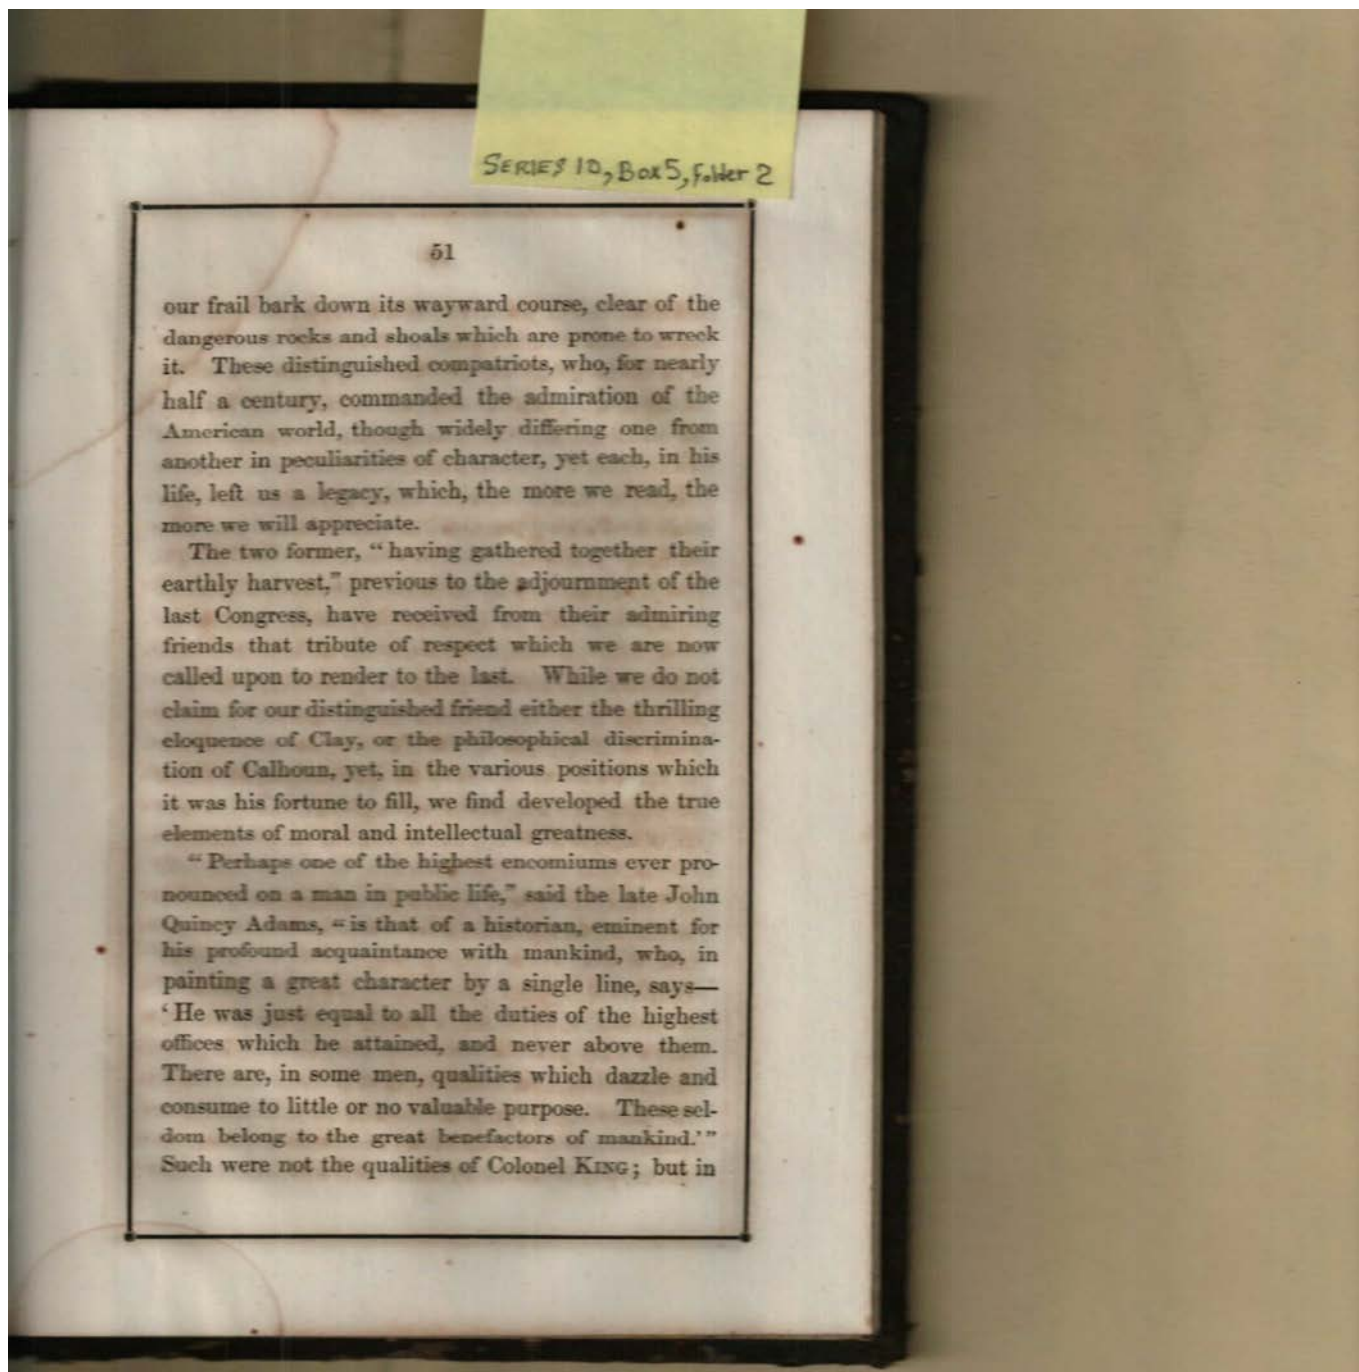 SERIES 10, Box 5, Folder 2
51
our frail bark down its wayward course, clear of the
dangerous rocks and shoals which are prone to wreck
it. These distinguished compatriots, who, for nearly
half a century, commanded the admiration of the
American world, though widely differing one from
another in peculiarities of character, yet each, in his
life, left us a legacy, which, the more we read, the
more we will appreciate.
The two former, “having gathered together their
earthly harvest,” previous to the adjournment of the
last Congress, have received from their admiring
friends that tribute of respect which we are now
called upon to render to the last. While we do not
claim for our distinguished friend either the thrilling
eloquence of Clay, or the philosophical discrimina-
tion of Calhoun, yet, in the various positions which
it was his fortune to fill, we find developed the true
elements of moral and intellectual greatness.
“Perhaps one of the highest encomiums ever pro-
nounced on a man in public life,” said the late John
Quincy Adams, “is that of a historian, eminent for
his profound acquaintance with mankind, who, in
painting a great character by a single line, says—
‘He was just equal to all the duties of the highest
offices which he attained, and never above them.
There are, in some men, qualities which dazzle and
consume to little or no valuable purpose. These sel-
dom belong to the great benefactors of mankind.’”
Such were not the qualities of Colonel KING; but in